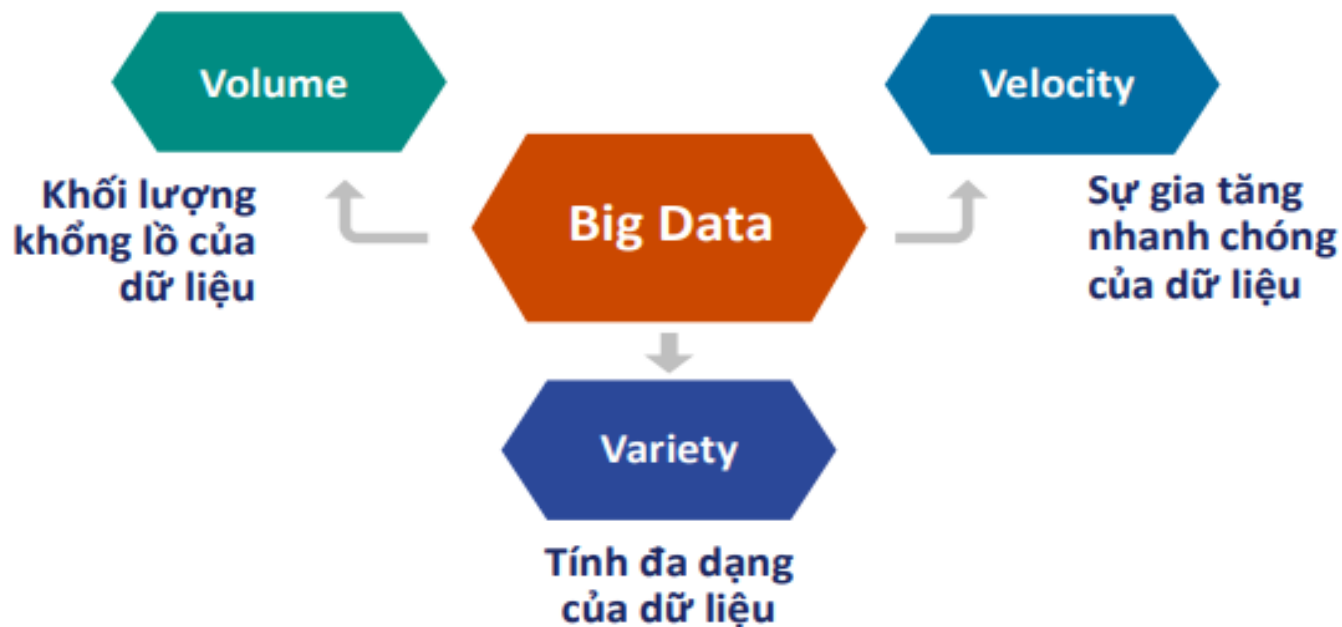 Volume
Khối lượng
khổng lồ của
dữ liệu
Big Data
Velocity
Sự gia tăng
nhanh chóng
của dữ liệu
Variety
Tính đa dạng
của dữ liệu